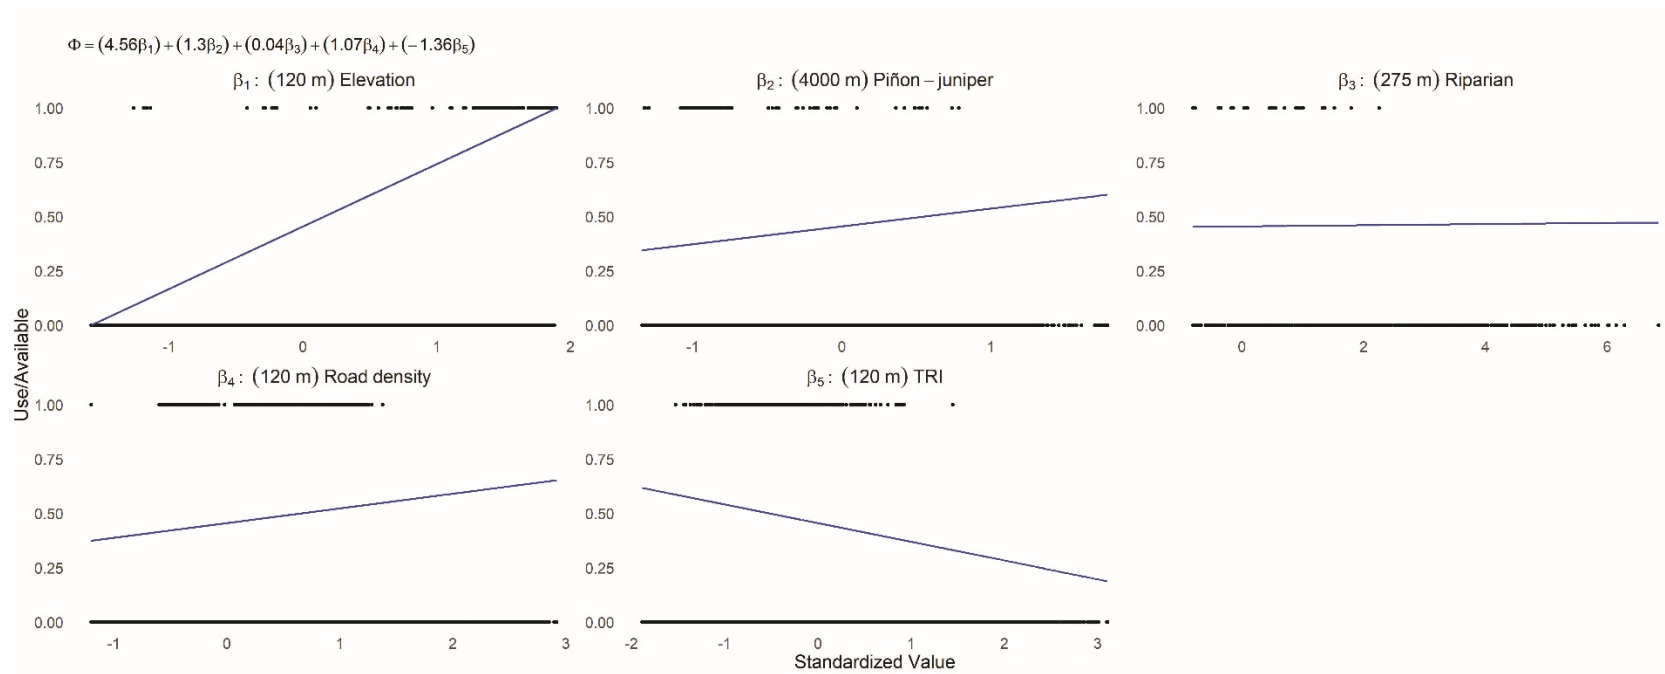 Φ = (4.56β₁) + (1.3β₂) + (0.04β₃) + (1.07β₄) + (−1.36β₅)
β₁ : (120 m) Elevation
1.00
0.75
0.50
0.25
0.00
-1 0 1 2
β₂ : (4000 m) Piñon − juniper
1.00
0.75
0.50
0.25
0.00
-1 0 1
β₃ : (275 m) Riparian
1.00
0.75
0.50
0.25
0.00
0 2 4 6
Use/Available
β₄ : (120 m) Road density
1.00
0.75
0.50
0.25
0.00
-1 0 1 2 3
β₅ : (120 m) TRI
1.00
0.75
0.50
0.25
0.00
-2 -1 0 1 2 3
Standardized Value